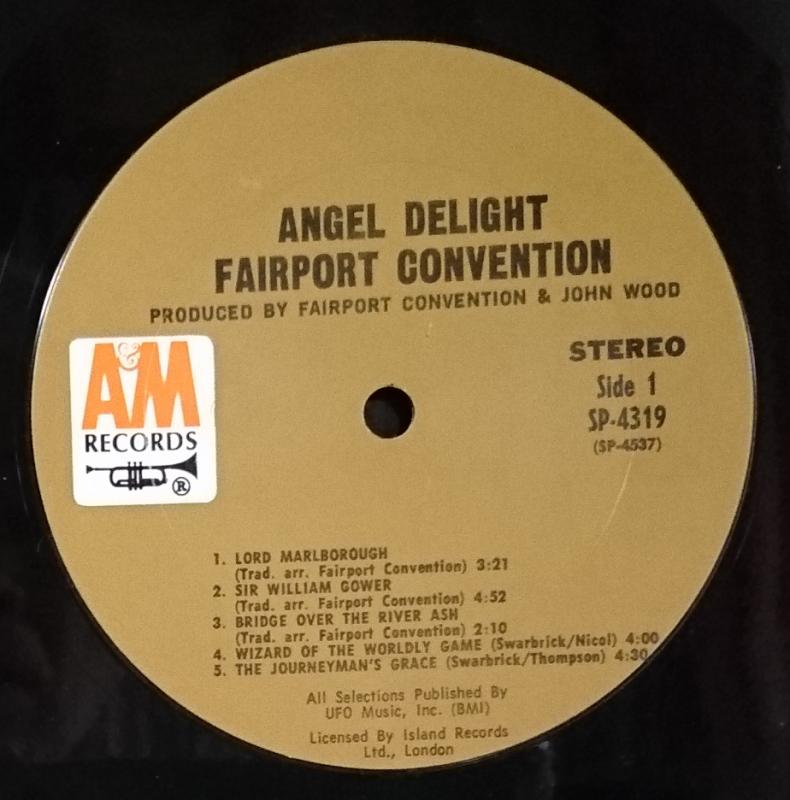 ANGEL DELIGHT
FAIRPORT CONVENTION
PRODUCED BY FAIRPORT CONVENTION & JOHN WOOD
A&M
RECORDS
®
STEREO
Side 1
SP-4319
(SP-4537)
1. LORD MARLBOROUGH
(Trad. arr. Fairport Convention) 3:21
2. SIR WILLIAM GOWER
(Trad. arr. Fairport Convention) 4:52
3. BRIDGE OVER THE RIVER ASH
(Trad. arr. Fairport Convention) 2:10
4. WIZARD OF THE WORLDLY GAME (Swarbrick/Nicol) 4:00
5. THE JOURNEYMAN'S GRACE (Swarbrick/Thompson) 4:30
All Selections Published By
UFO Music, Inc. (BMI)
Licensed By Island Records
Ltd., London